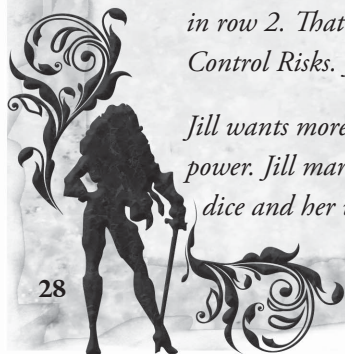 in row 2. That
Control Risks.
Jill wants more
power. Jill mar
dice and her
28